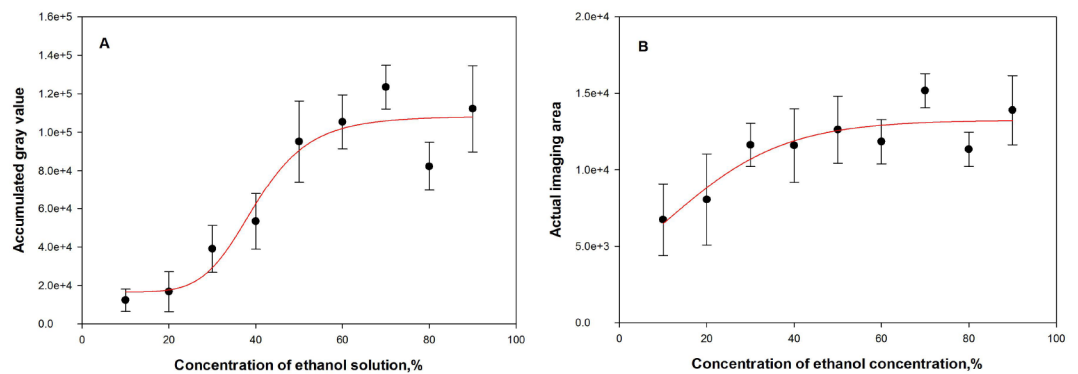 A
Accumulated gray value
1.6e+5
1.4e+5
1.2e+5
1.0e+5
8.0e+4
6.0e+4
4.0e+4
2.0e+4
0.0
0
20
40
60
80
100
Concentration of ethanol solution,%
B
Actual imaging area
2.0e+4
1.5e+4
1.0e+4
5.0e+3
0.0
0
20
40
60
80
100
Concentration of ethanol concentration,%